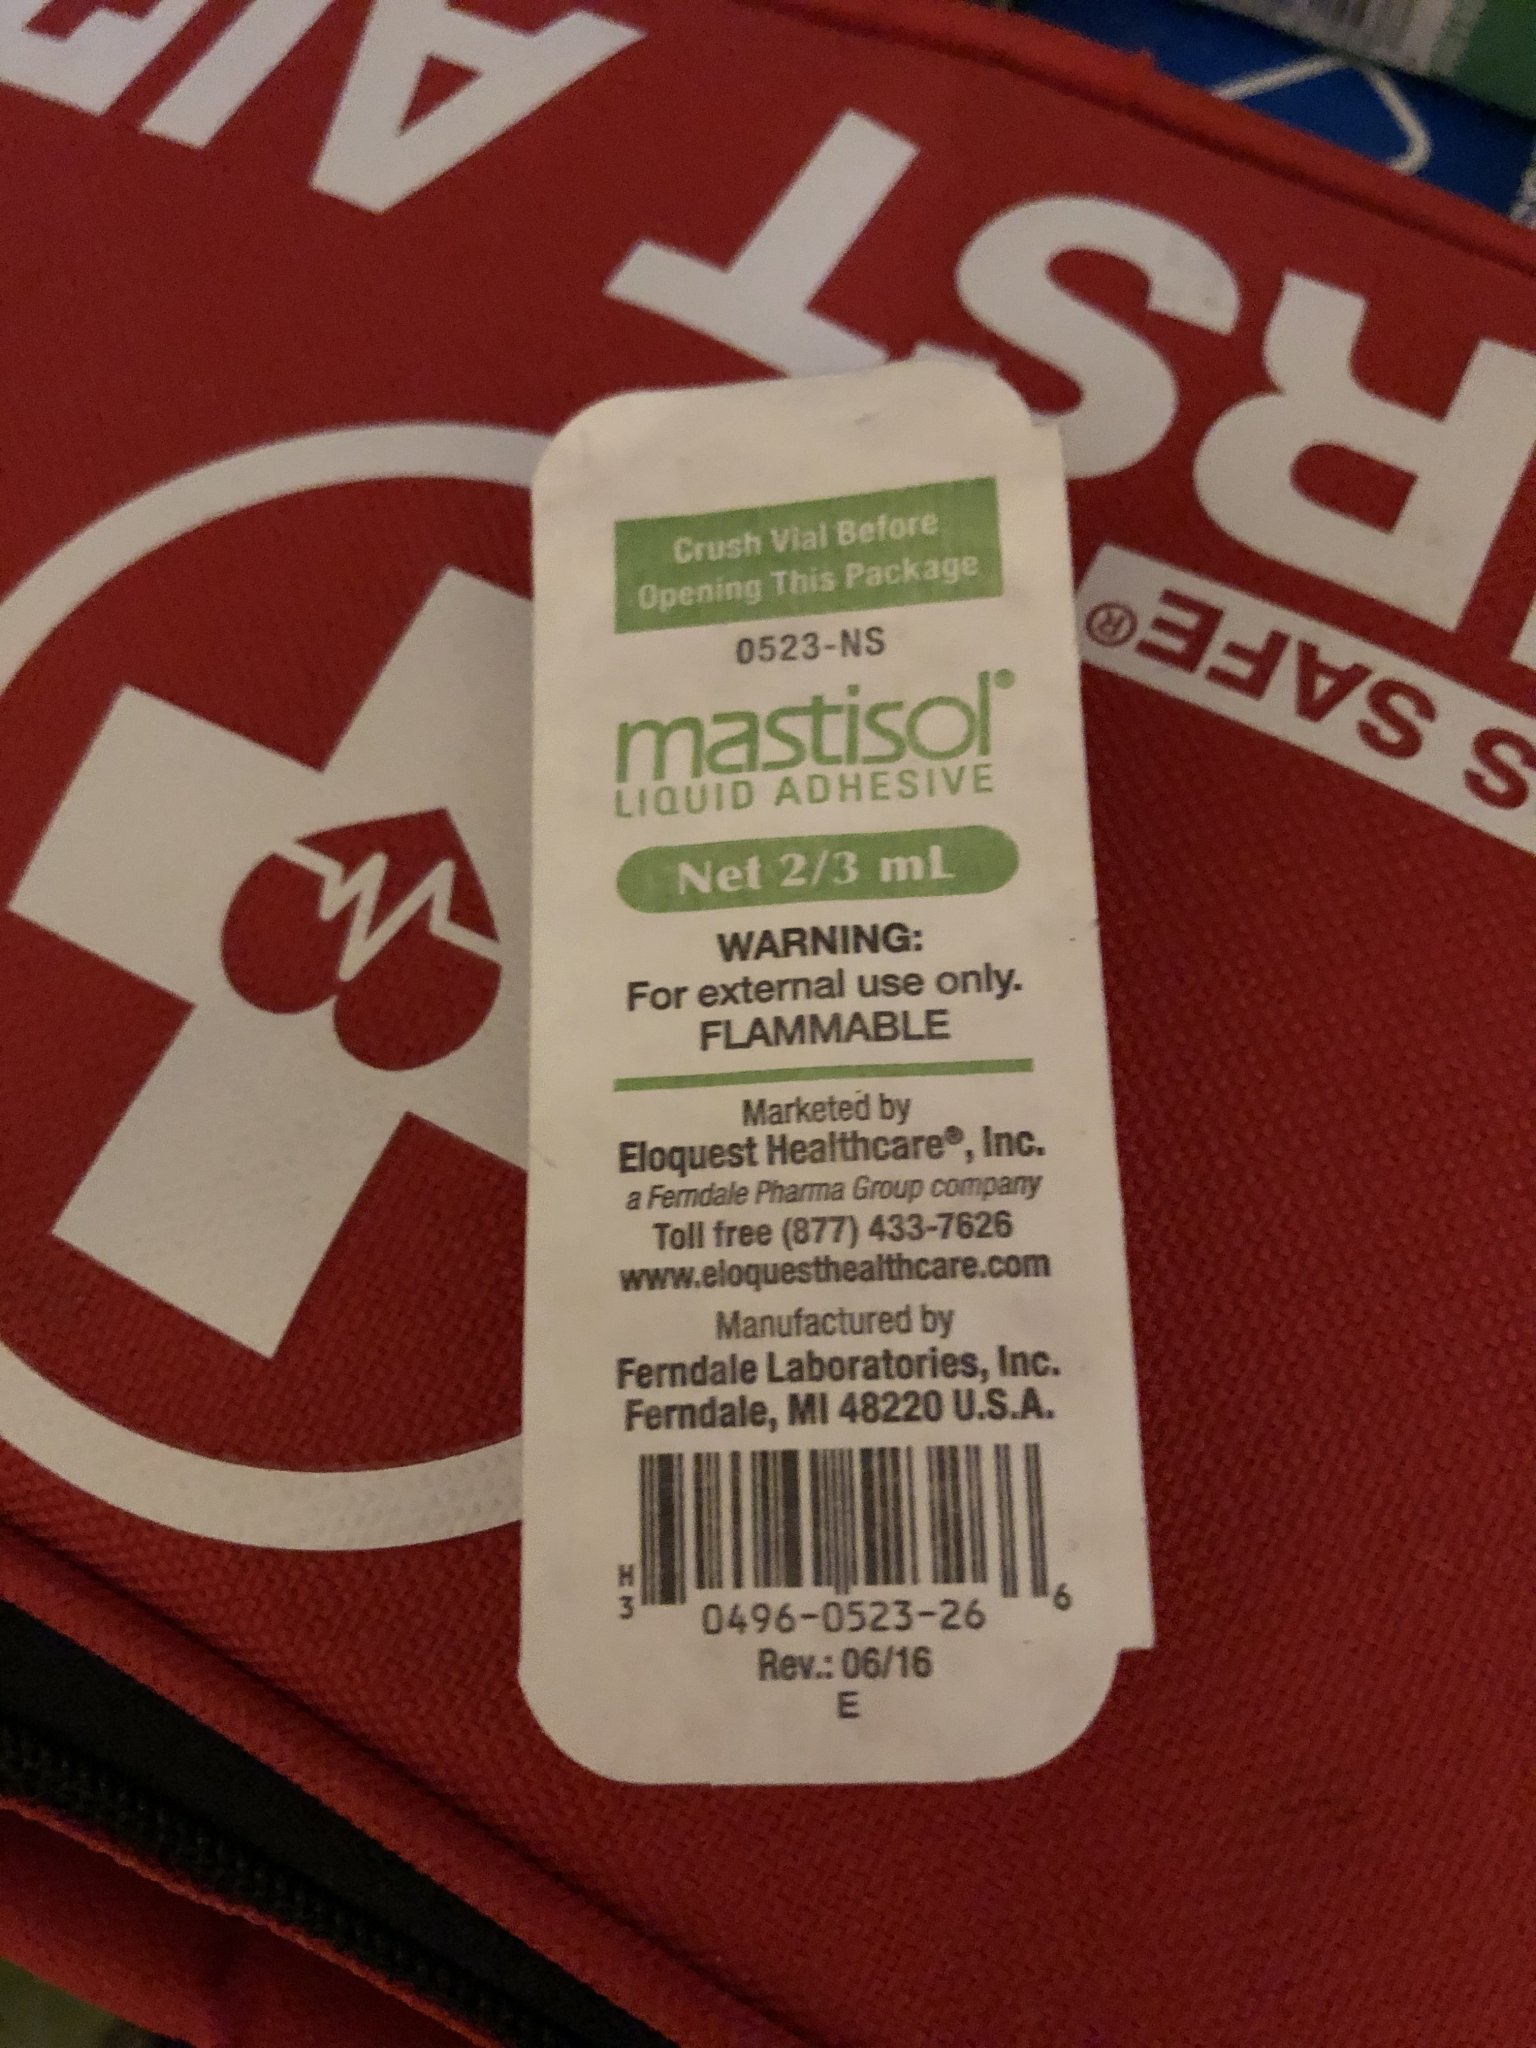 FIRST AID
S SAFE®
Crush Vial Before
Opening This Package
0523-NS
mastisol®
LIQUID ADHESIVE
Net 2/3 mL
WARNING:
For external use only.
FLAMMABLE
Marketed by
Eloquest Healthcare®, Inc.
a Ferndale Pharma Group company
Toll free (877) 433-7626
www.eloquesthealthcare.com
Manufactured by
Ferndale Laboratories, Inc.
Ferndale, MI 48220 U.S.A.
H
3 0496-0523-26 6
Rev.: 06/16
E